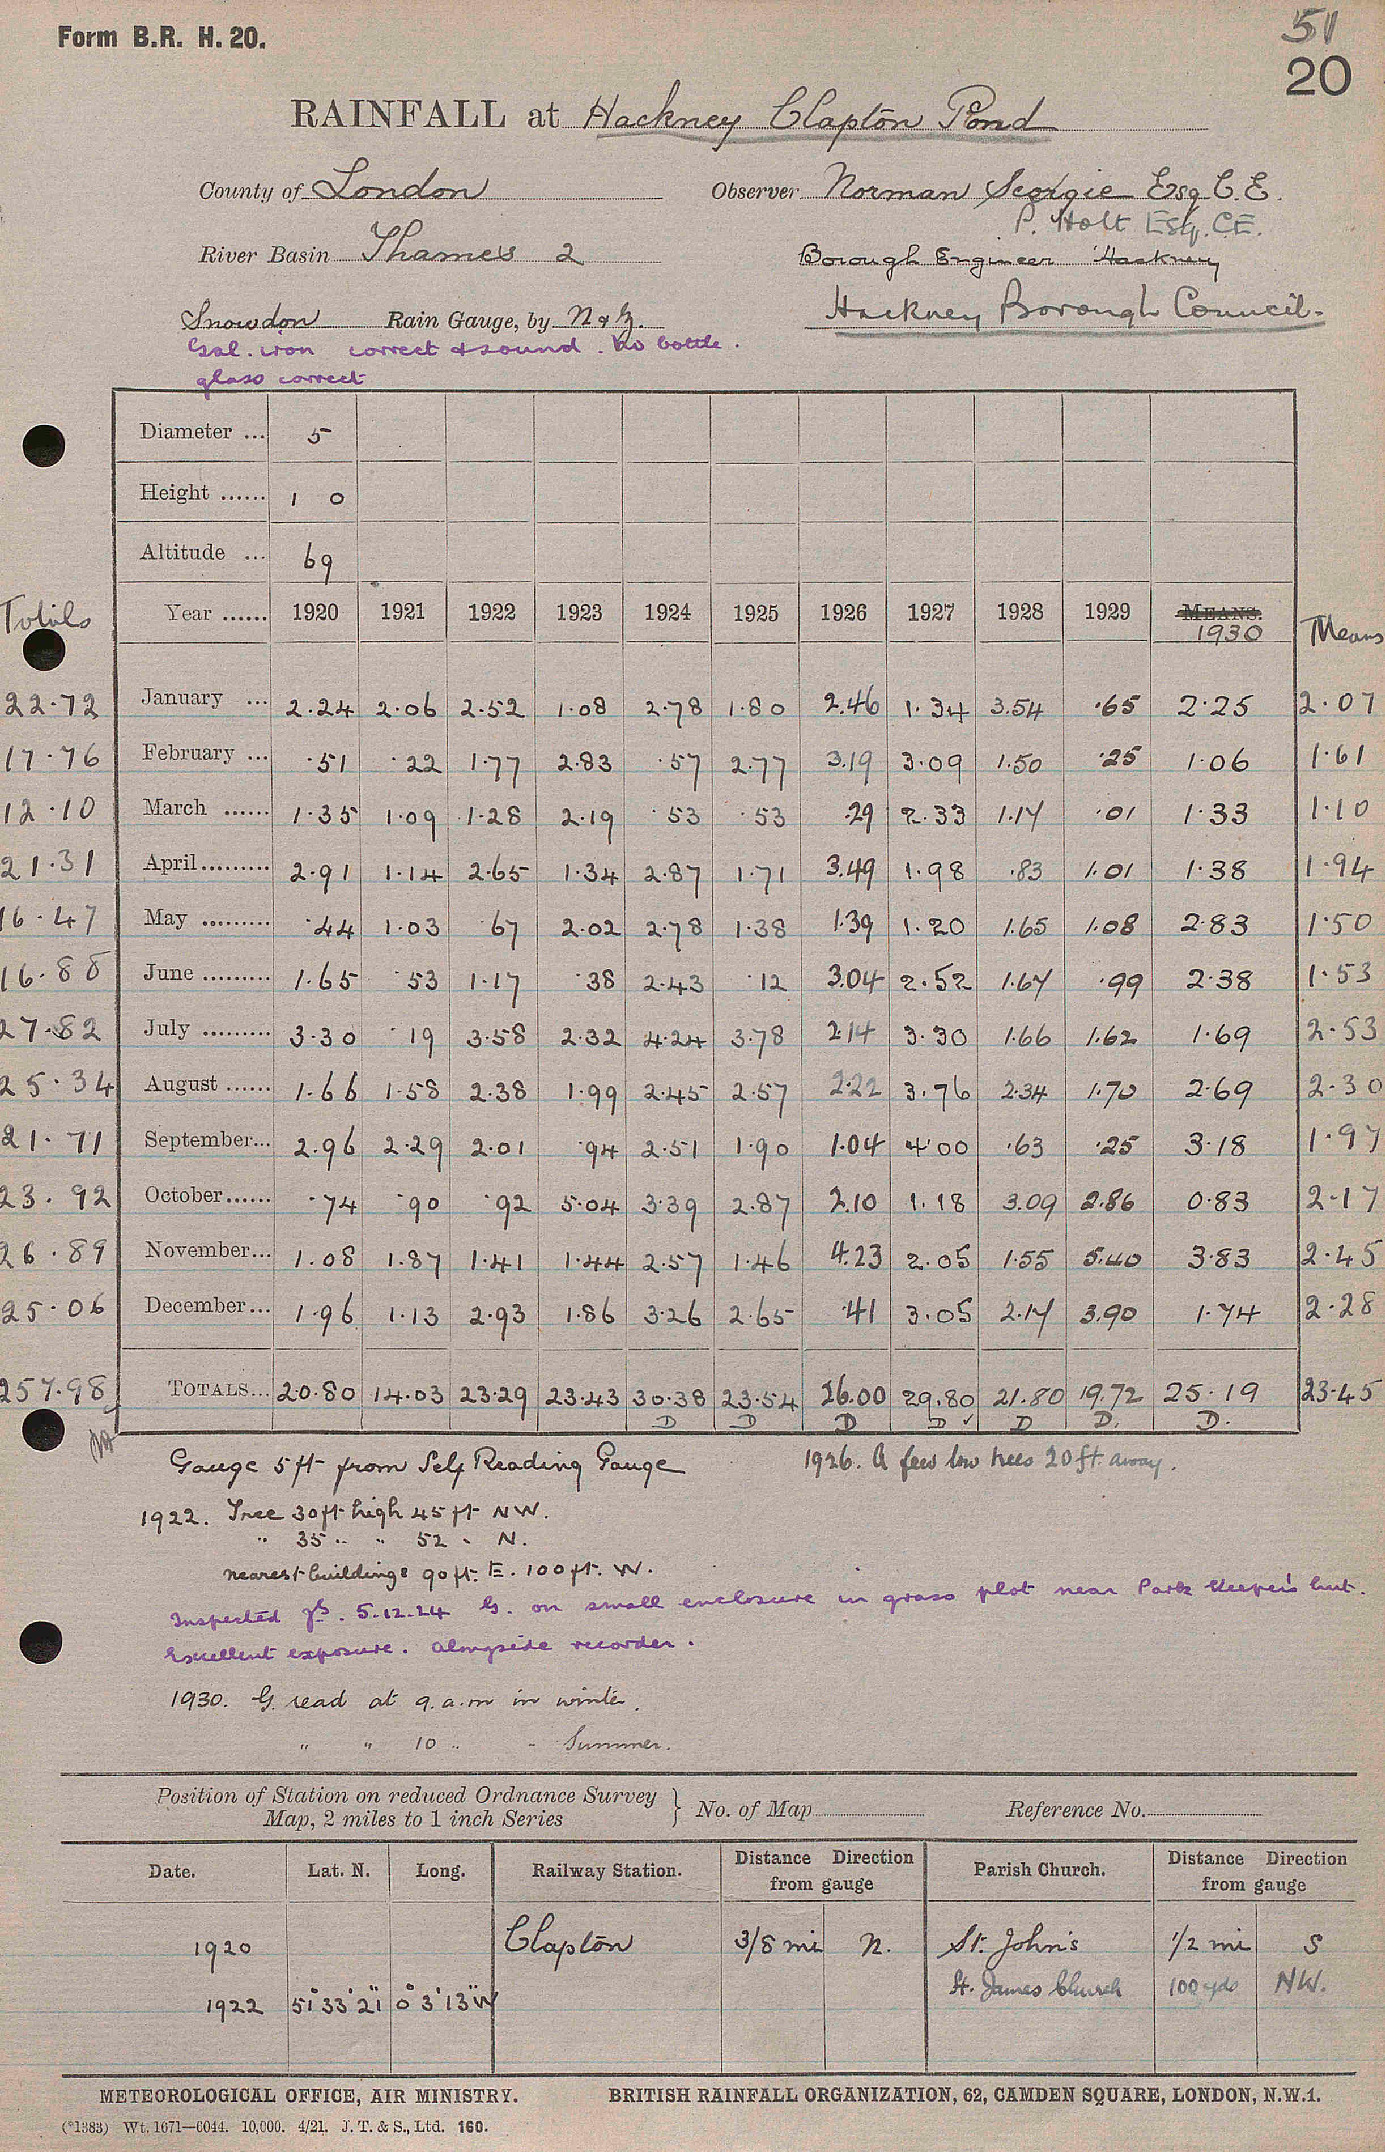 51
Form B.R. H. 20.
20
RAINFALL at Hackney Clapton Pond
County of London Observer Norman Scorgie Esq C.E.
P. Holt Esq. CE.
River Basin Thames 2 Borough Engineer Hackney
Snowdon Rain Gauge, by N & Z. Hackney Borough Council.
Gal. iron correct & sound. No bottle.
glass correct
Diameter ... 5
Height ...... 1 0
Altitude ... 69
Totals Year ...... 1920 1921 1922 1923 1924 1925 1926 1927 1928 1929 MEANS. 1930 Means
22.72 January ... 2.24 2.06 2.52 1.08 2.78 1.80 2.46 1.34 3.54 .65 2.25 2.07
17.76 February ... .51 .22 1.77 2.83 .57 2.77 3.19 3.09 1.50 .25 1.06 1.61
12.10 March ...... 1.35 1.09 1.28 2.19 .53 .53 .29 2.33 1.17 .01 1.33 1.10
21.31 April......... 2.91 1.14 2.65 1.34 2.87 1.71 3.49 1.98 .83 1.01 1.38 1.94
16.47 May ......... .44 1.03 .67 2.02 2.78 1.38 1.39 1.20 1.65 1.08 2.83 1.50
16.88 June ......... 1.65 .53 1.17 .38 2.43 .12 3.04 2.52 1.67 .99 2.38 1.53
27.82 July ......... 3.30 .19 3.58 2.32 4.24 3.78 2.14 3.30 1.66 1.62 1.69 2.53
25.34 August ...... 1.66 1.58 2.38 1.99 2.45 2.57 2.22 3.76 2.34 1.70 2.69 2.30
21.71 September... 2.96 2.29 2.01 .94 2.51 1.90 1.04 4.00 .63 .25 3.18 1.97
23.92 October...... .74 .90 .92 5.04 3.39 2.87 2.10 1.18 3.09 2.86 0.83 2.17
26.89 November... 1.08 1.87 1.41 1.44 2.57 1.46 4.23 2.05 1.55 5.40 3.83 2.45
25.06 December... 1.96 1.13 2.93 1.86 3.26 2.65 .41 3.05 2.17 3.90 1.74 2.28
257.98 TOTALS... 20.80 14.03 23.29 23.43 30.38 23.54 26.00 29.80 21.80 19.72 25.19 23.45
D D D D ✓ D D. D.
Gauge 5ft from Self Reading Gauge 1926. A few low trees 20ft away.
1922. Tree 30ft high 45ft NW.
" 35 " " 52 " N.
nearest buildings 90ft. E. 100ft. W.
Inspected 5.12.24 G. on small enclosure in grass plot near Park Keeper's hut.
Excellent exposure. Alongside recorder.
1930. G. read at 9.a.m in winter.
" " 10 " " Summer.
Position of Station on reduced Ordnance Survey Map, 2 miles to 1 inch Series } No. of Map Reference No.
Date. Lat. N. Long. Railway Station. Distance Direction from gauge Parish Church. Distance Direction from gauge
1920 Clapton 3/8 mi N. St. John's 1/2 mi S
St. James Church 100 yds NW.
1922 51°33'21" 0°3'13"W
METEOROLOGICAL OFFICE, AIR MINISTRY. BRITISH RAINFALL ORGANIZATION, 62, CAMDEN SQUARE, LONDON, N.W.1.
(*1383) Wt. 1671—6044. 10,000. 4/21. J. T. & S., Ltd. 160.